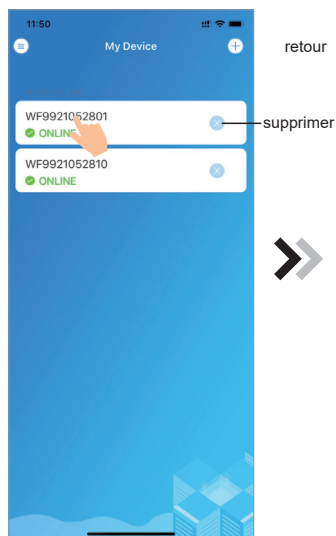 11:50
My Device
retour
WF9921052801
ONLINE
supprimer
WF9921052810
ONLINE